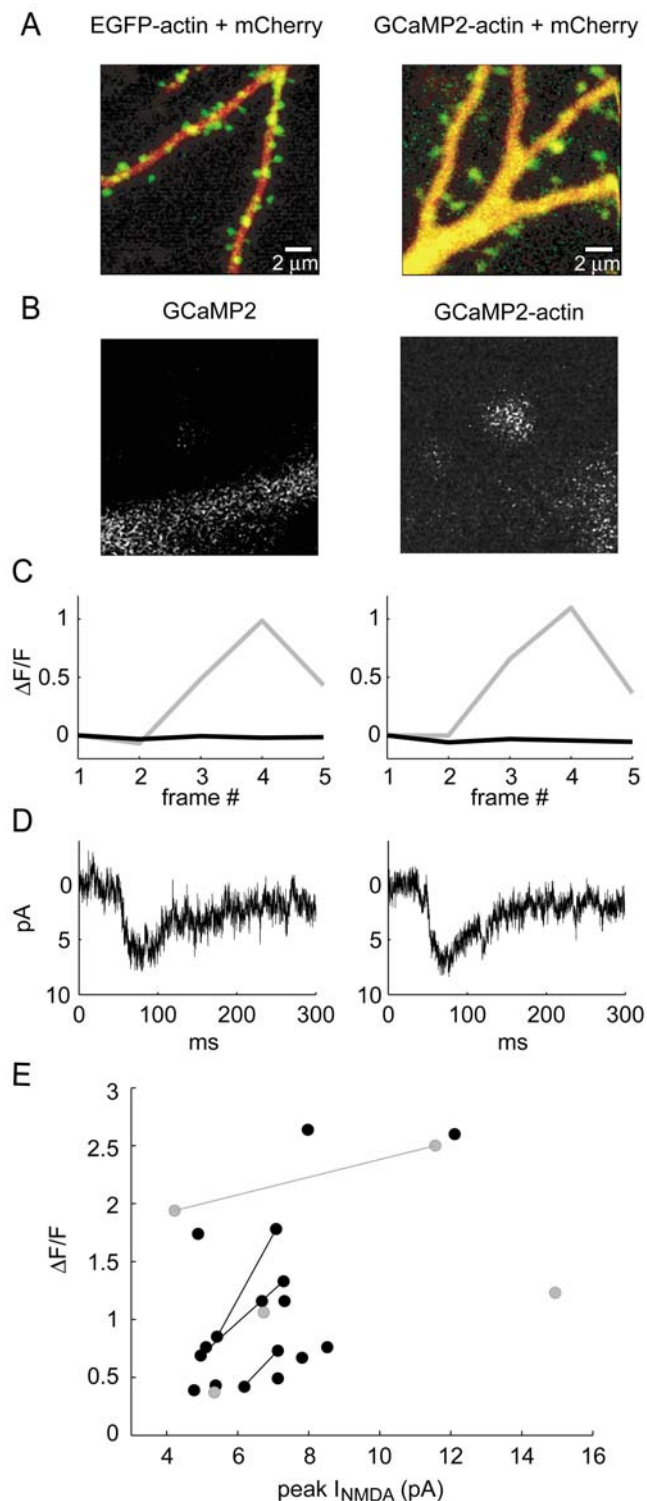 A
EGFP-actin + mCherry
GCaMP2-actin + mCherry
2 μm
2 μm
B
GCaMP2
GCaMP2-actin
C
1
0.5
0
ΔF/F
1 2 3 4 5
frame #
1
0.5
0
1 2 3 4 5
frame #
D
0
5
10
pA
0 100 200 300
ms
0
5
10
0 100 200 300
ms
E
3
2.5
2
1.5
1
0.5
0
ΔF/F
4 6 8 10 12 14 16
peak I_NMDA (pA)